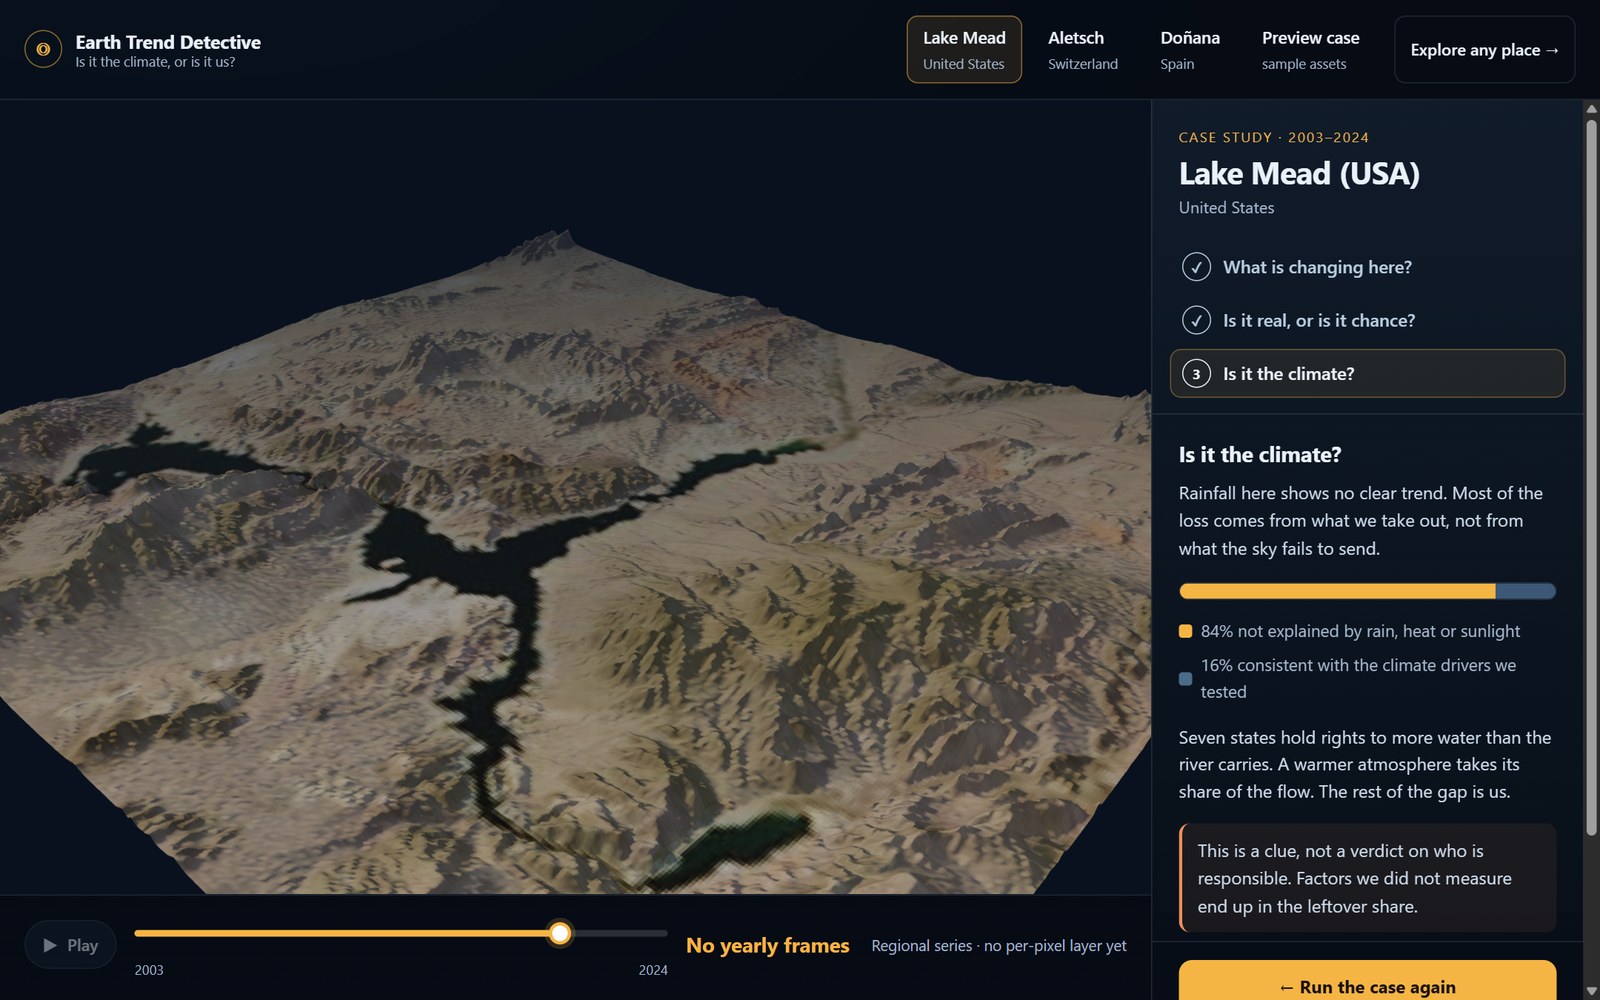 Earth Trend Detective
Is it the climate, or is it us?
Lake Mead
United States
Aletsch
Switzerland
Doñana
Spain
Preview case
sample assets
Explore any place →
CASE STUDY · 2003–2024
Lake Mead (USA)
United States
✓ What is changing here?
✓ Is it real, or is it chance?
3 Is it the climate?
Is it the climate?
Rainfall here shows no clear trend. Most of the
loss comes from what we take out, not from
what the sky fails to send.
84% not explained by rain, heat or sunlight
16% consistent with the climate drivers we
tested
Seven states hold rights to more water than the
river carries. A warmer atmosphere takes its
share of the flow. The rest of the gap is us.
This is a clue, not a verdict on who is
responsible. Factors we did not measure
end up in the leftover share.
← Run the case again
▶ Play
2003
2024
No yearly frames
Regional series · no per-pixel layer yet